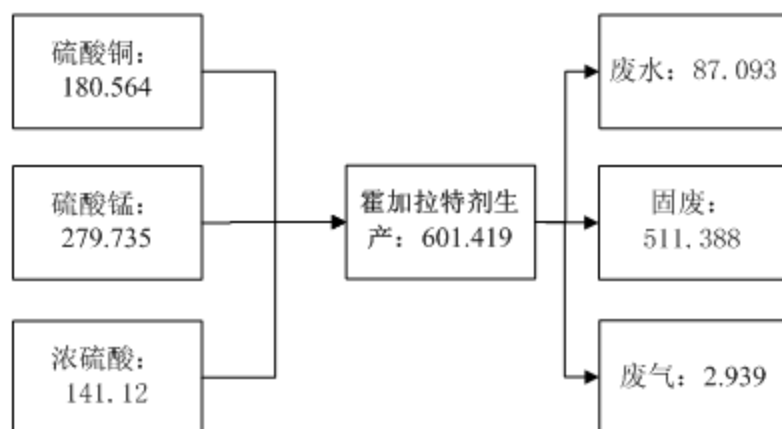 硫酸铜：
180.564
硫酸锰：
279.735
浓硫酸：
141.12
霍加拉特剂生
产：601.419
废水：87.093
固废：
511.388
废气：2.939